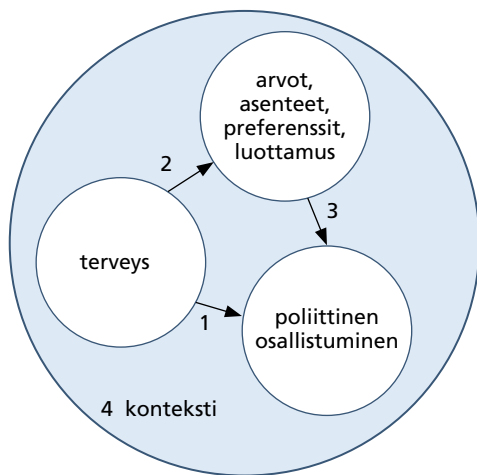 arvot,
asenteet,
preferenssit,
luottamus
2
3
terveys
1
poliittinen
osallistuminen
4 konteksti